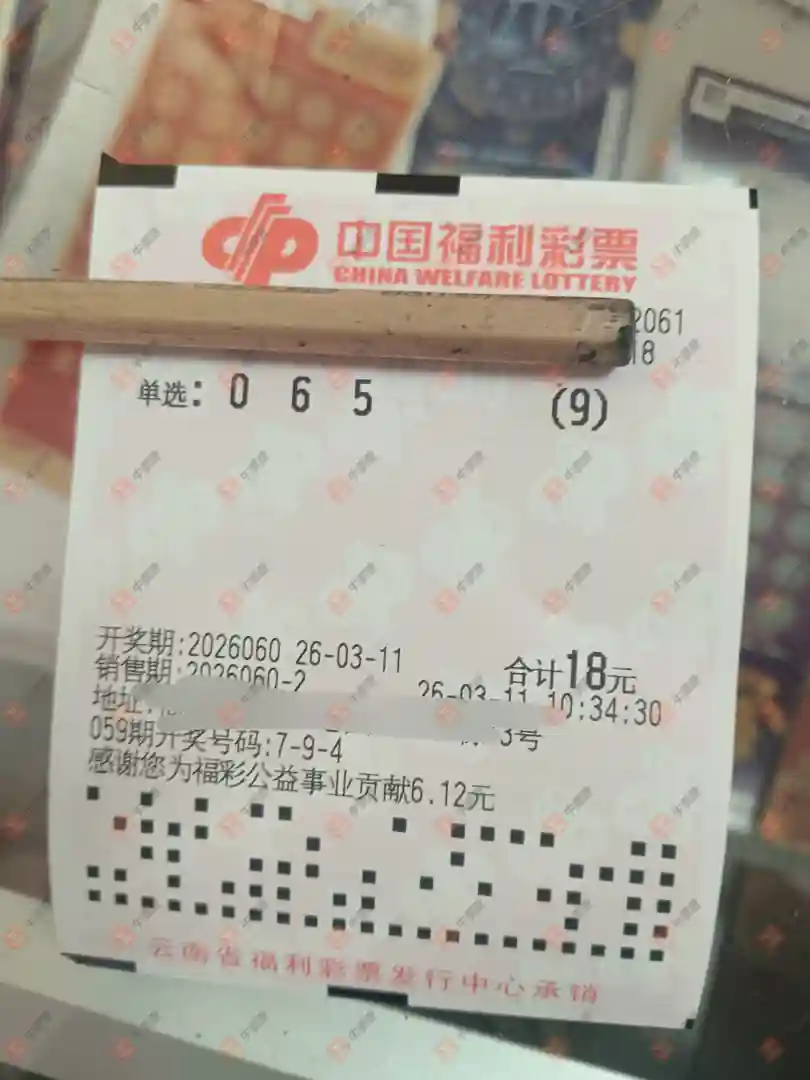 中国福利彩票
CHINA WELFARE LOTTERY
2061
18
单选: 0 6 5 (9)
开奖期:2026060 26-03-11 合计18元
销售期:2026060-2 26-03-11 10:34:30
地址: 3号
059期开奖号码:7-9-4
感谢您为福彩公益事业贡献6.12元
云南省福利彩票发行中心承销